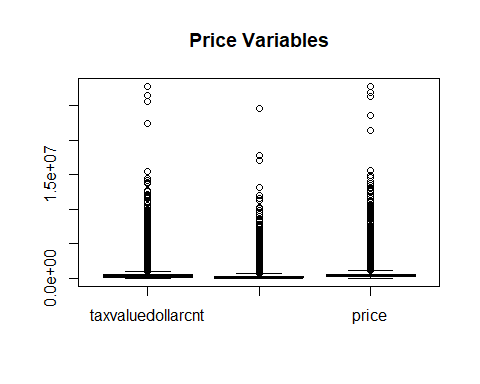 Price Variables
1.5e+07
0.0e+00
taxvaluedollarcnt
price